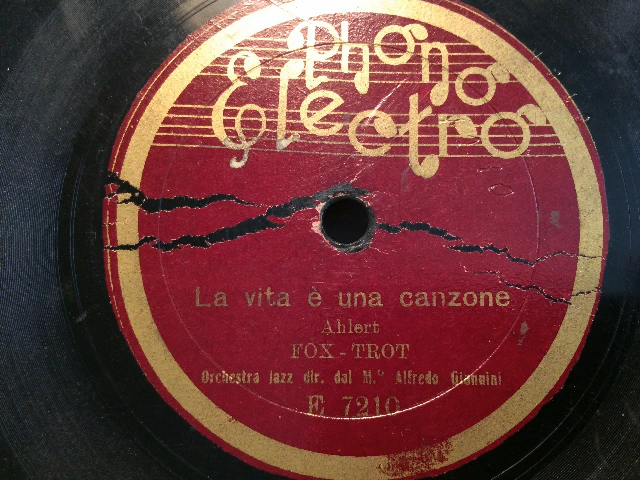 Phono
Electro
La vita è una canzone
Ahlert
FOX-TROT
Orchestra jazz dir. dal M.º Alfredo Giannini
E 7210